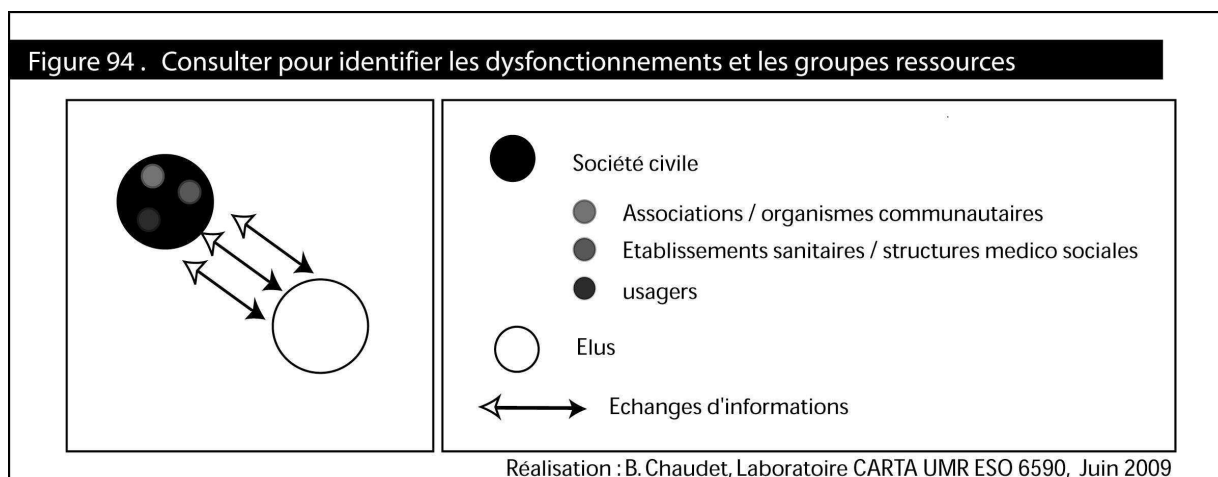 Figure 94 . Consulter pour identifier les dysfonctionnements et les groupes ressources
Société civile
Associations / organismes communautaires
Etablissements sanitaires / structures medico sociales
usagers
Elus
Echanges d'informations
Réalisation : B. Chaudet, Laboratoire CARTA UMR ESO 6590, Juin 2009